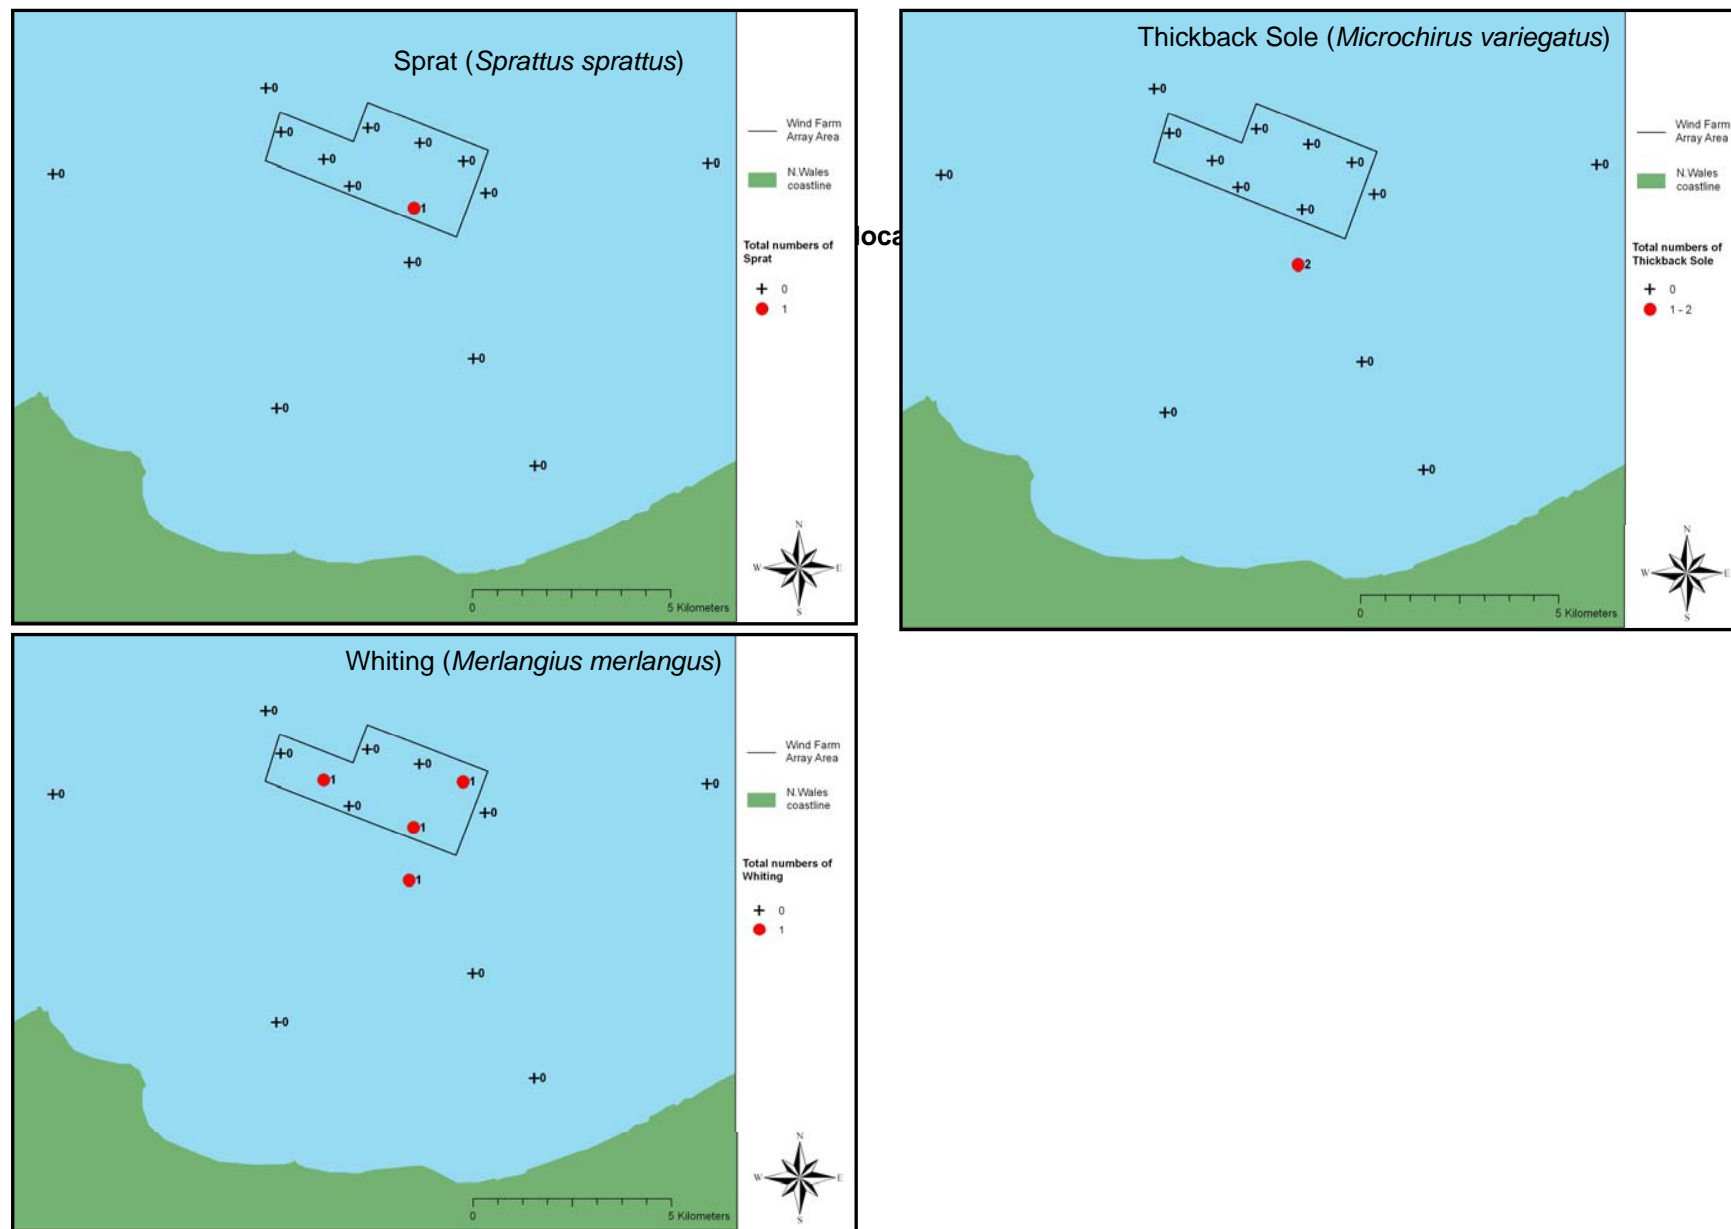 Sprat (Sprattus sprattus)
+0
+0
+0
+0
+0
+0
+0
+0
+0
+0
1
+0
+0
+0
+0
Wind Farm
Array Area
N.Wales
coastline
Total numbers of
Sprat
+ 0
1
N
W E
S
0 5 Kilometers
loca
Thickback Sole (Microchirus variegatus)
+0
+0
+0
+0
+0
+0
+0
+0
+0
+0
+0
2
+0
+0
+0
Wind Farm
Array Area
N.Wales
coastline
Total numbers of
Thickback Sole
+ 0
1 - 2
N
W E
S
0 5 Kilometers
Whiting (Merlangius merlangus)
+0
+0
+0
+0
1
1
+0
+0
+0
+0
1
1
+0
+0
+0
Wind Farm
Array Area
N.Wales
coastline
Total numbers of
Whiting
+ 0
1
N
W E
S
0 5 Kilometers